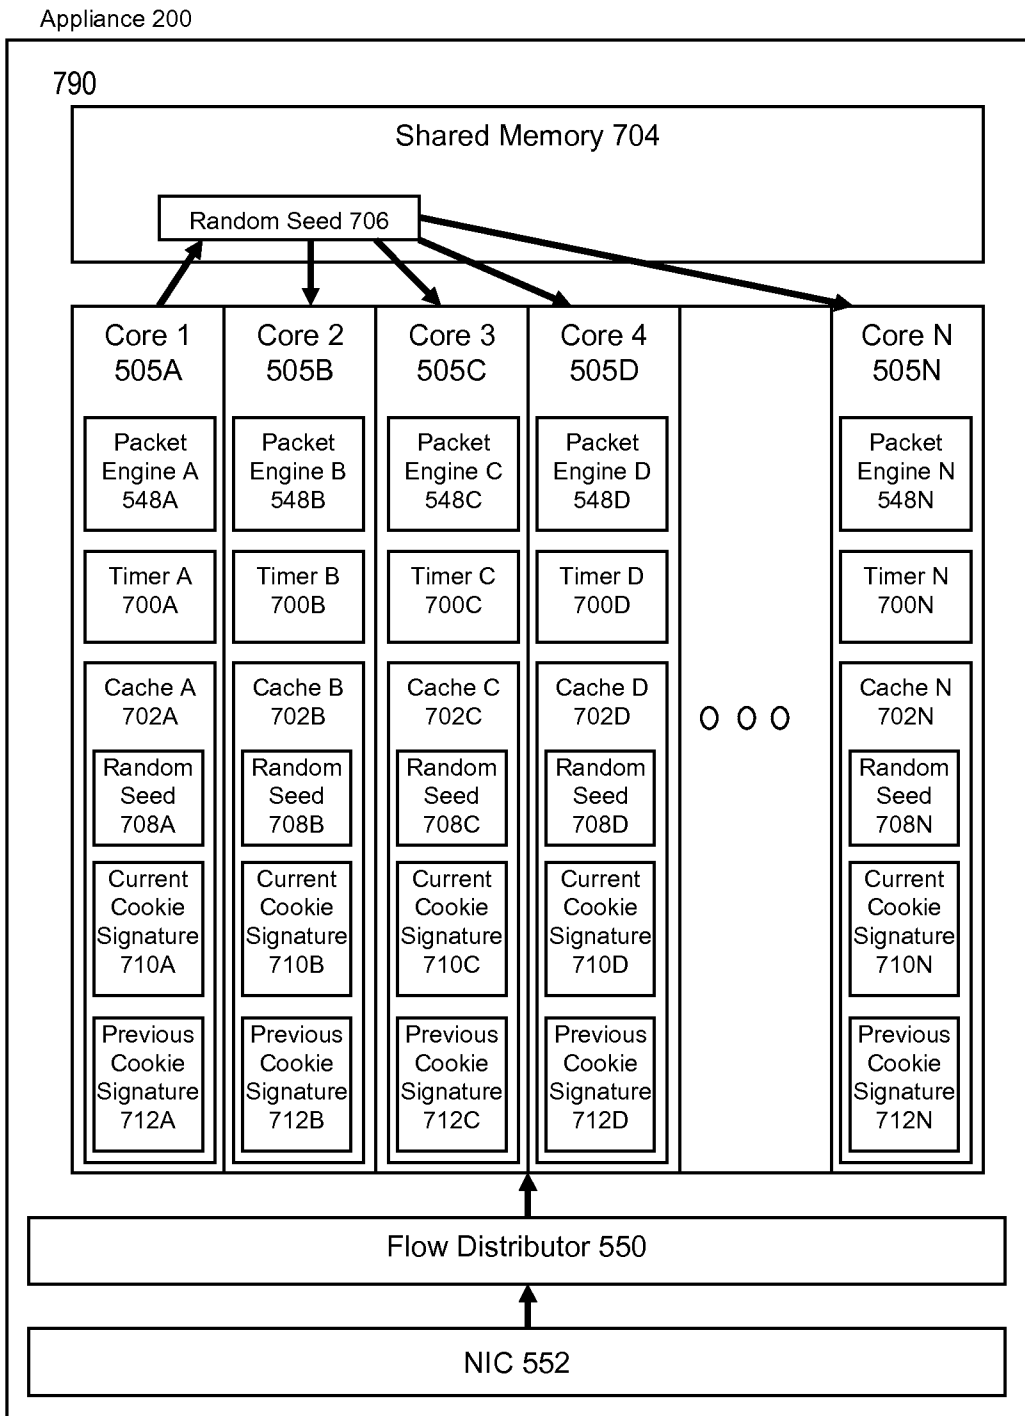 Appliance 200
790
Shared Memory 704
Random Seed 706
Core 1
505A
Packet
Engine A
548A
Timer A
700A
Cache A
702A
Random
Seed
708A
Current
Cookie
Signature
710A
Previous
Cookie
Signature
712A
Core 2
505B
Packet
Engine B
548B
Timer B
700B
Cache B
702B
Random
Seed
708B
Current
Cookie
Signature
710B
Previous
Cookie
Signature
712B
Core 3
505C
Packet
Engine C
548C
Timer C
700C
Cache C
702C
Random
Seed
708C
Current
Cookie
Signature
710C
Previous
Cookie
Signature
712C
Core 4
505D
Packet
Engine D
548D
Timer D
700D
Cache D
702D
Random
Seed
708D
Current
Cookie
Signature
710D
Previous
Cookie
Signature
712D
Core N
505N
Packet
Engine N
548N
Timer N
700N
Cache N
702N
Random
Seed
708N
Current
Cookie
Signature
710N
Previous
Cookie
Signature
712N
Flow Distributor 550
NIC 552